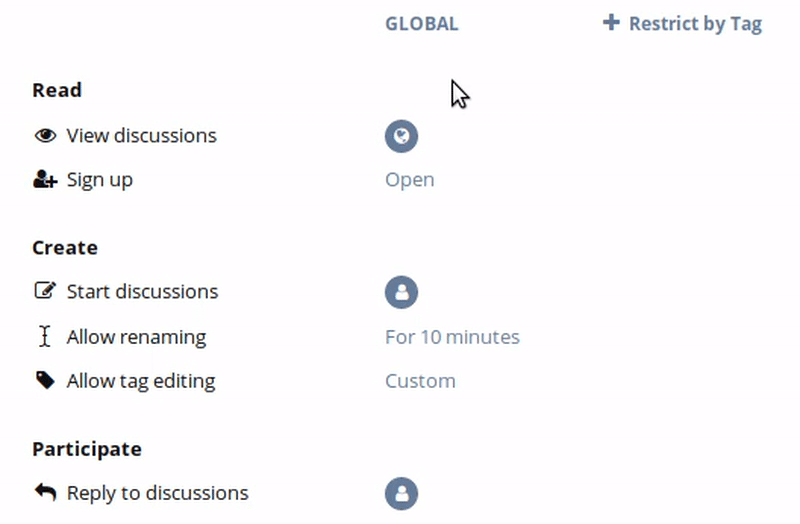 GLOBAL Restrict by Tag
Read
View discussions
Sign up Open
Create
Start discussions
Allow renaming For 10 minutes
Allow tag editing Custom
Participate
Reply to discussions